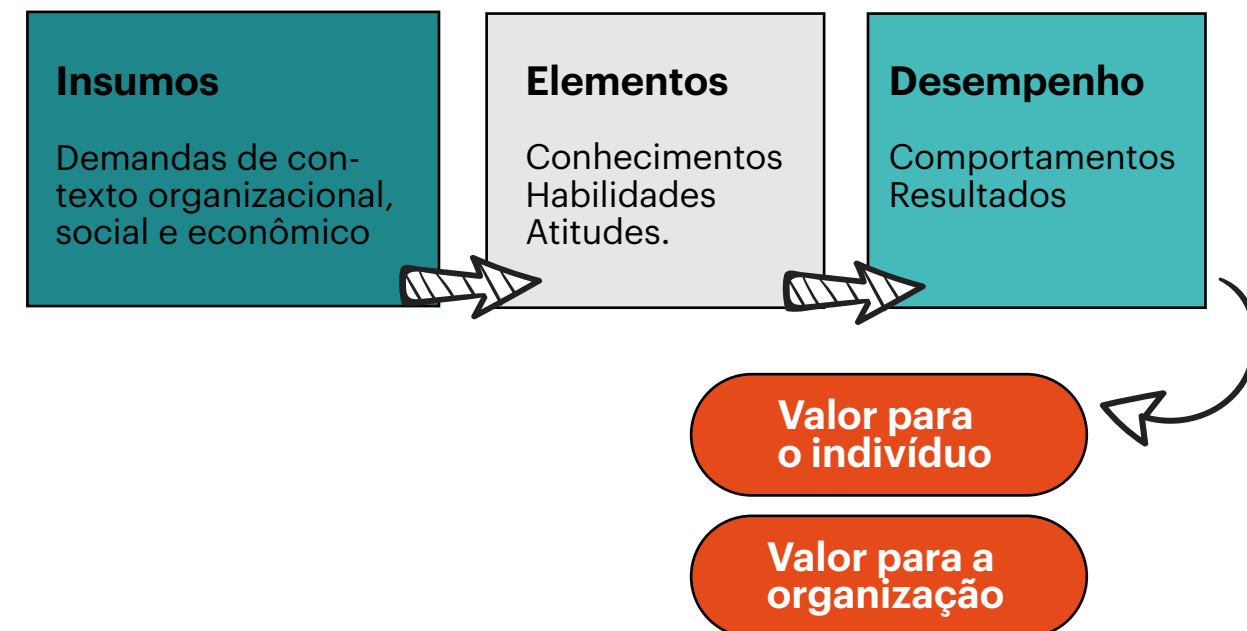 Insumos
Demandas de con-
texto organizacional,
social e econômico
Elementos
Conhecimentos
Habilidades
Atitudes.
Desempenho
Comportamentos
Resultados
Valor para
o indivíduo
Valor para a
organização